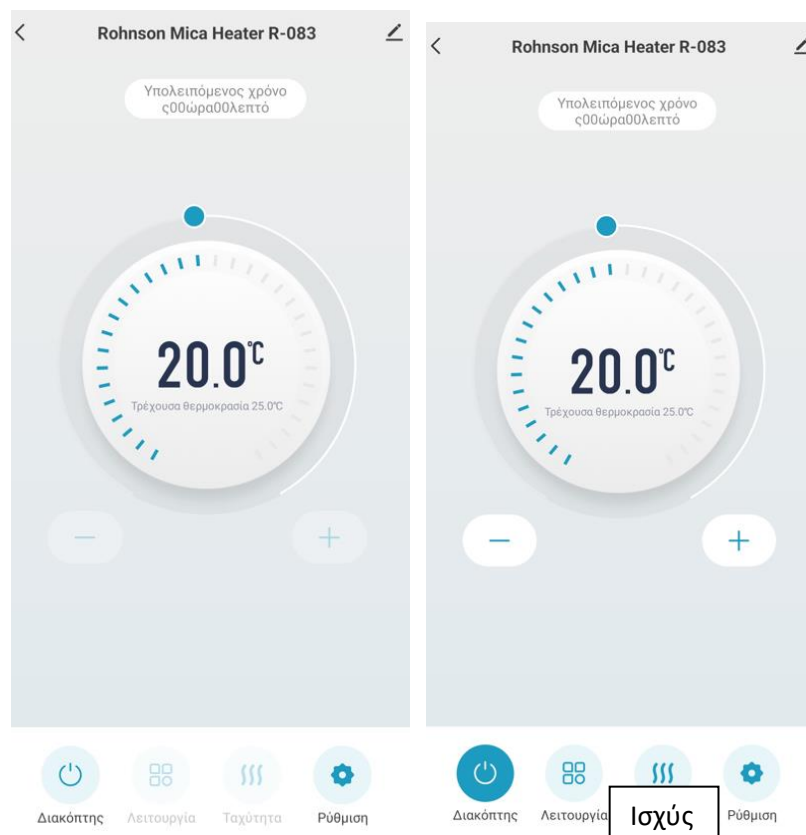 Rohnson Mica Heater R-083
Υπολειπόμενος χρόνο
ς00ώρα00λεπτό
20.0°C
Τρέχουσα θερμοκρασία 25.0°C
Διακόπτης Λειτουργία Ταχύτητα Ρύθμιση
Rohnson Mica Heater R-083
Υπολειπόμενος χρόνο
ς00ώρα00λεπτό
20.0°C
Τρέχουσα θερμοκρασία 25.0°C
Διακόπτης Λειτουργία Ισχύς Ρύθμιση